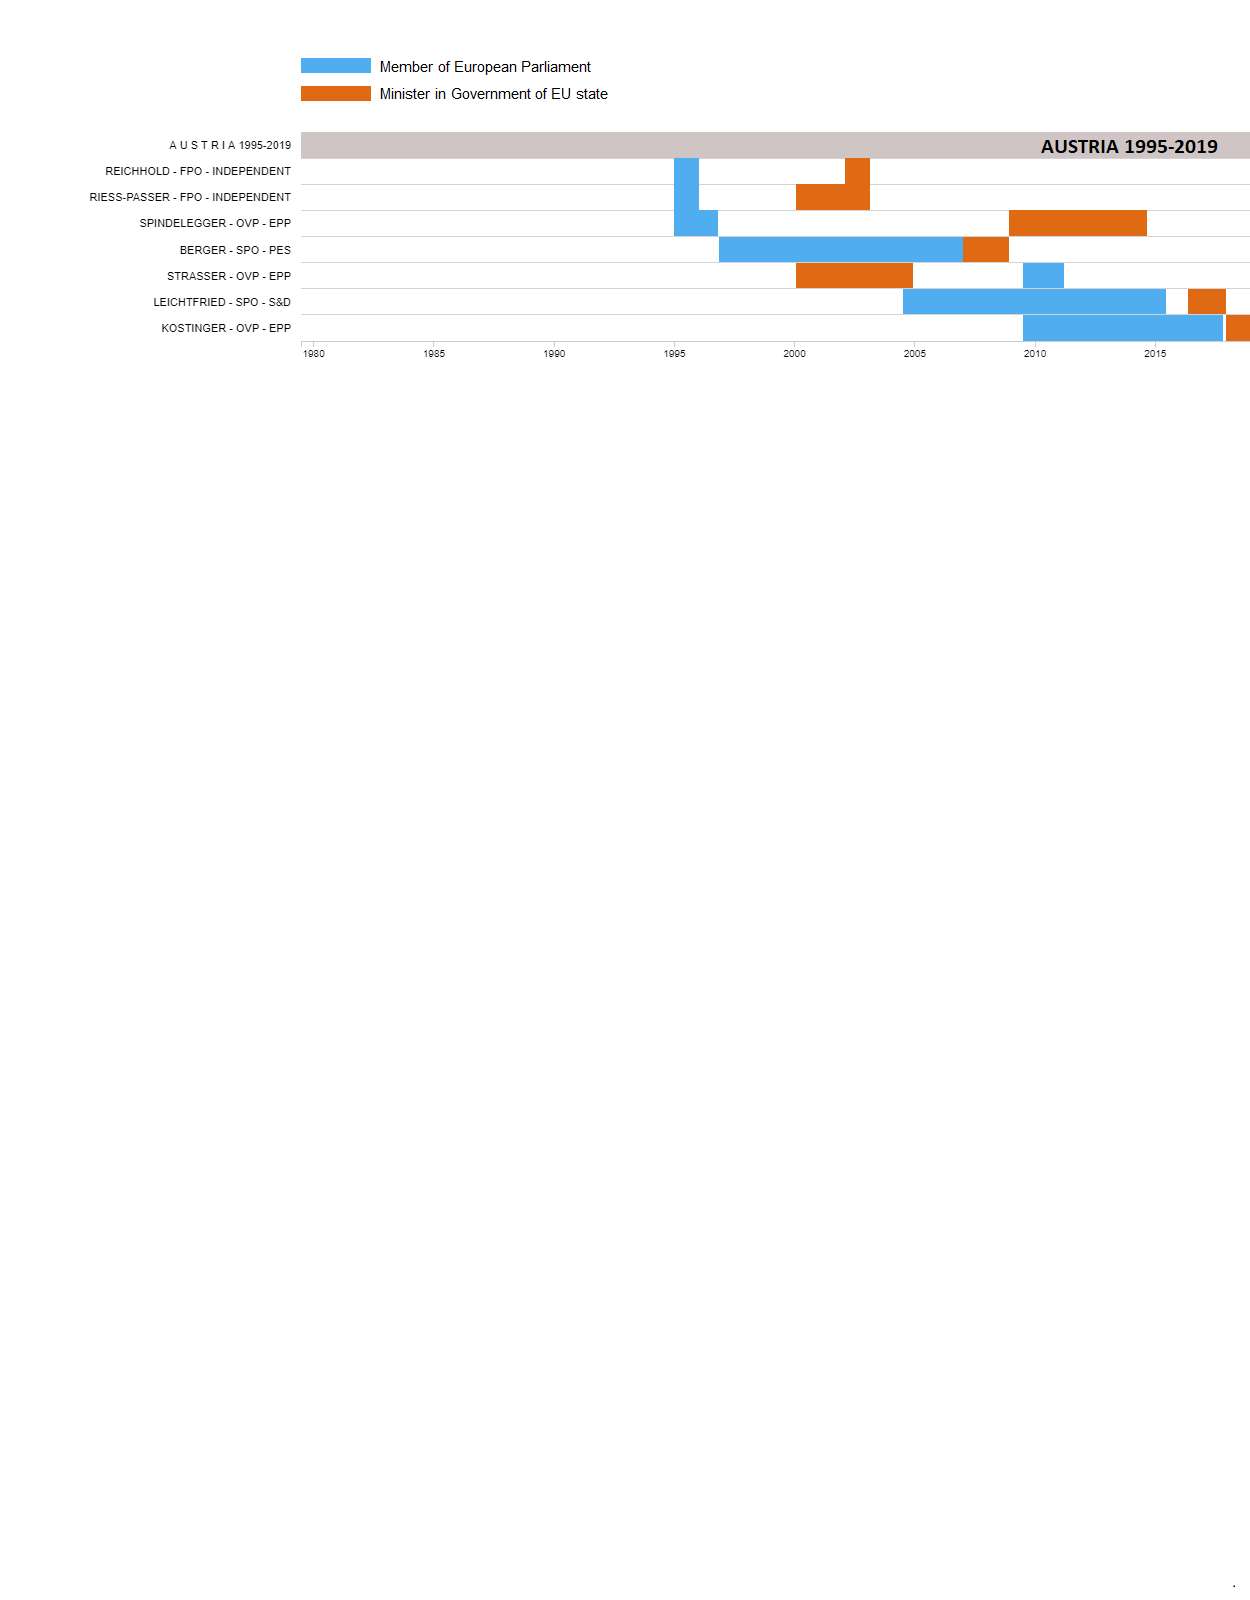 Member of European Parliament
Minister in Government of EU state
A U S T R I A 1995-2019
AUSTRIA 1995-2019
REICHHOLD - FPO - INDEPENDENT
RIESS-PASSER - FPO - INDEPENDENT
SPINDELEGGER - OVP - EPP
BERGER - SPO - PES
STRASSER - OVP - EPP
LEICHTFRIED - SPO - S&D
KOSTINGER - OVP - EPP
1980 1985 1990 1995 2000 2005 2010 2015
.